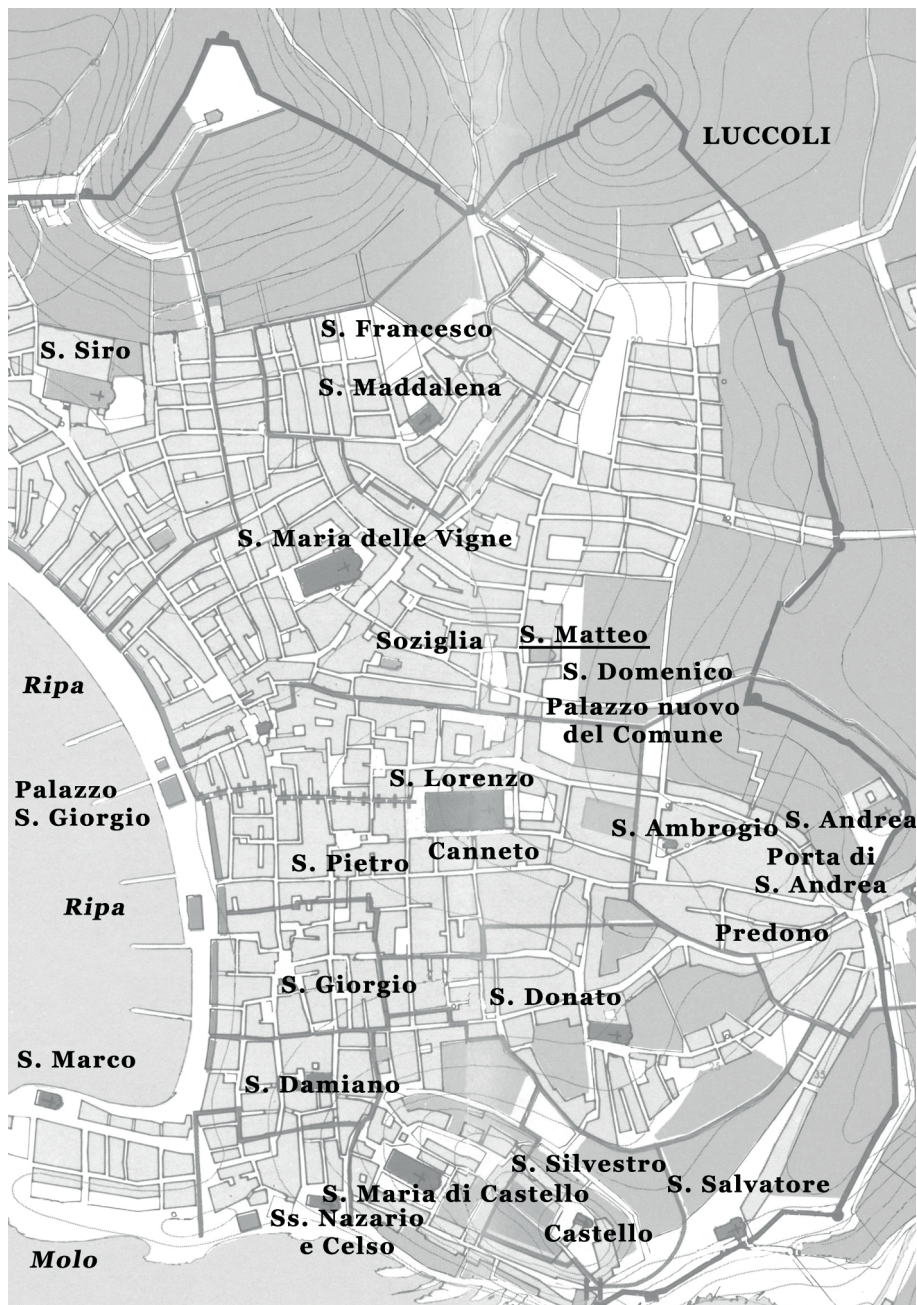 LUCCOLI
S. Francesco
S. Siro
S. Maddalena
S. Maria delle Vigne
Soziglia
S. Matteo
S. Domenico
Ripa
Palazzo nuovo
del Comune
S. Lorenzo
Palazzo
S. Giorgio
S. Ambrogio
S. Andrea
Canneto
S. Pietro
Porta di
S. Andrea
Ripa
Predono
S. Giorgio
S. Donato
S. Marco
S. Damiano
35
S. Silvestro
S. Salvatore
S. Maria di Castello
Ss. Nazario
e Celso
Castello
Molo